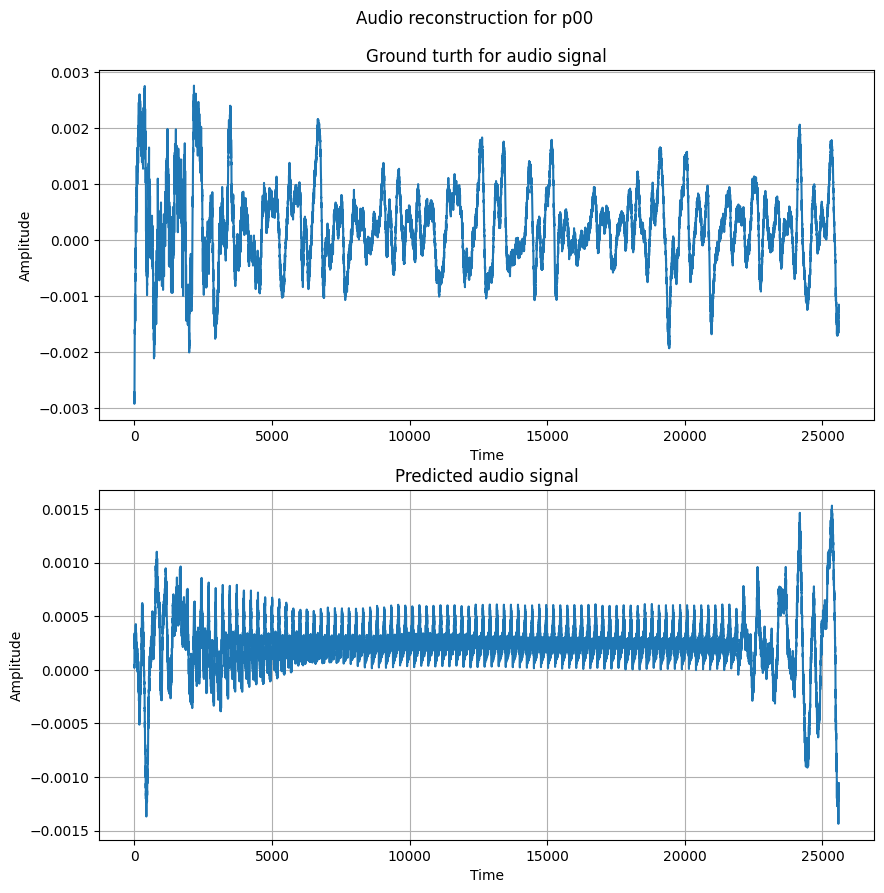 Audio reconstruction for p00
Ground turth for audio signal
0.003
0.002
0.001
0.000
−0.001
−0.002
−0.003
Amplitude
0 5000 10000 15000 20000 25000
Time
Predicted audio signal
0.0015
0.0010
0.0005
0.0000
−0.0005
−0.0010
−0.0015
Amplitude
0 5000 10000 15000 20000 25000
Time